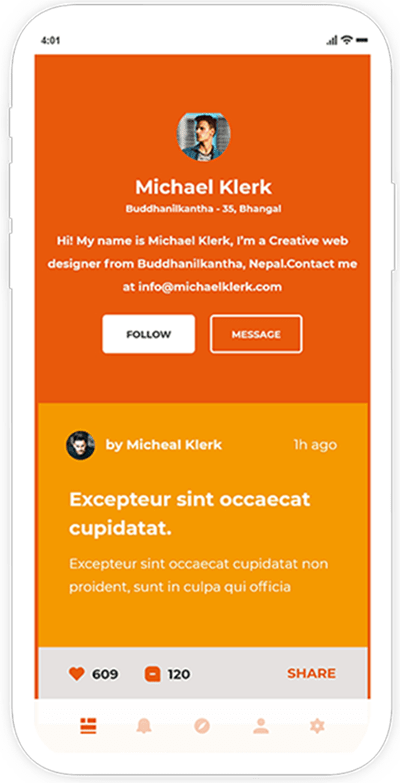 4:01
Michael Klerk
Buddhanilkantha - 35, Bhangal
Hi! My name is Michael Klerk, I'm a Creative web
designer from Buddhanilkantha, Nepal.Contact me
at info@michaelklerk.com
FOLLOW
MESSAGE
by Micheal Klerk
1h ago
Excepteur sint occaecat
cupidatat.
Excepteur sint occaecat cupidatat non
proident, sunt in culpa qui officia
609
120
SHARE